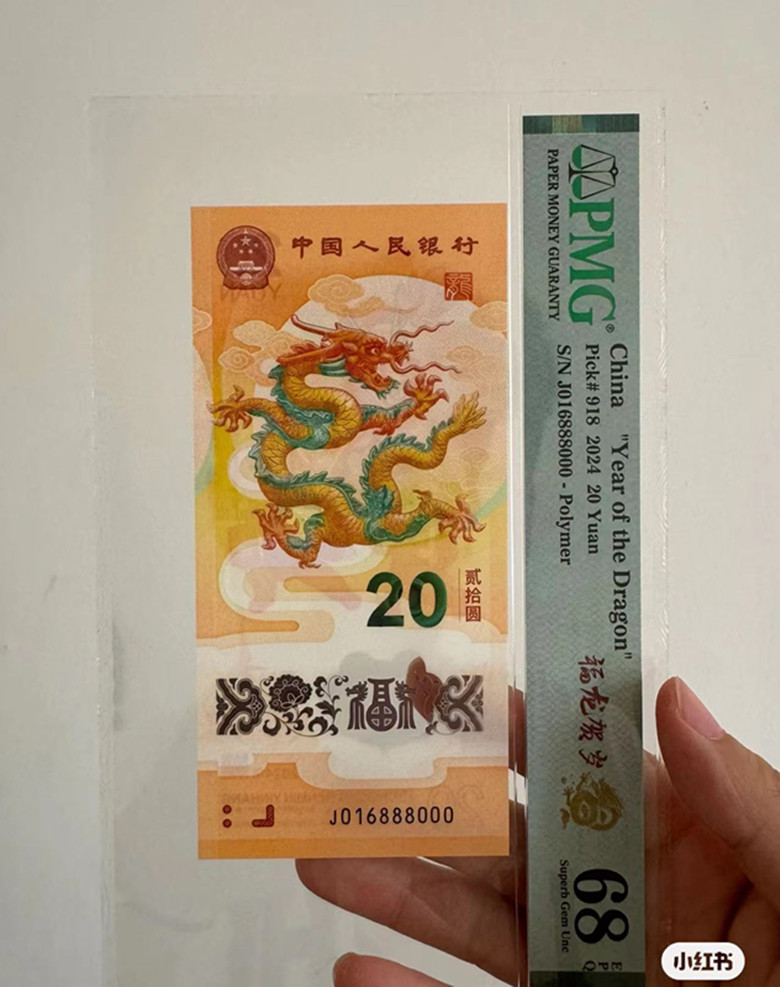 中国人民银行
龍
20
贰拾圆
福
J016888000
PMG®
PAPER MONEY GUARANTY
China "Year of the Dragon"
Pick# 918 2024 20 Yuan
S/N J016888000 - Polymer
福龙贺岁
68
Superb Gem Unc
E
P
Q
小红书